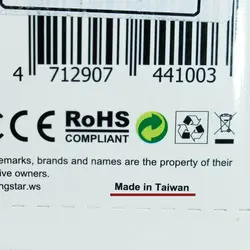 4 712907 441003
CE RoHS
COMPLIANT
emarks, brands and names are the property of their
ive owners.
ngstar.ws
Made in Taiwan